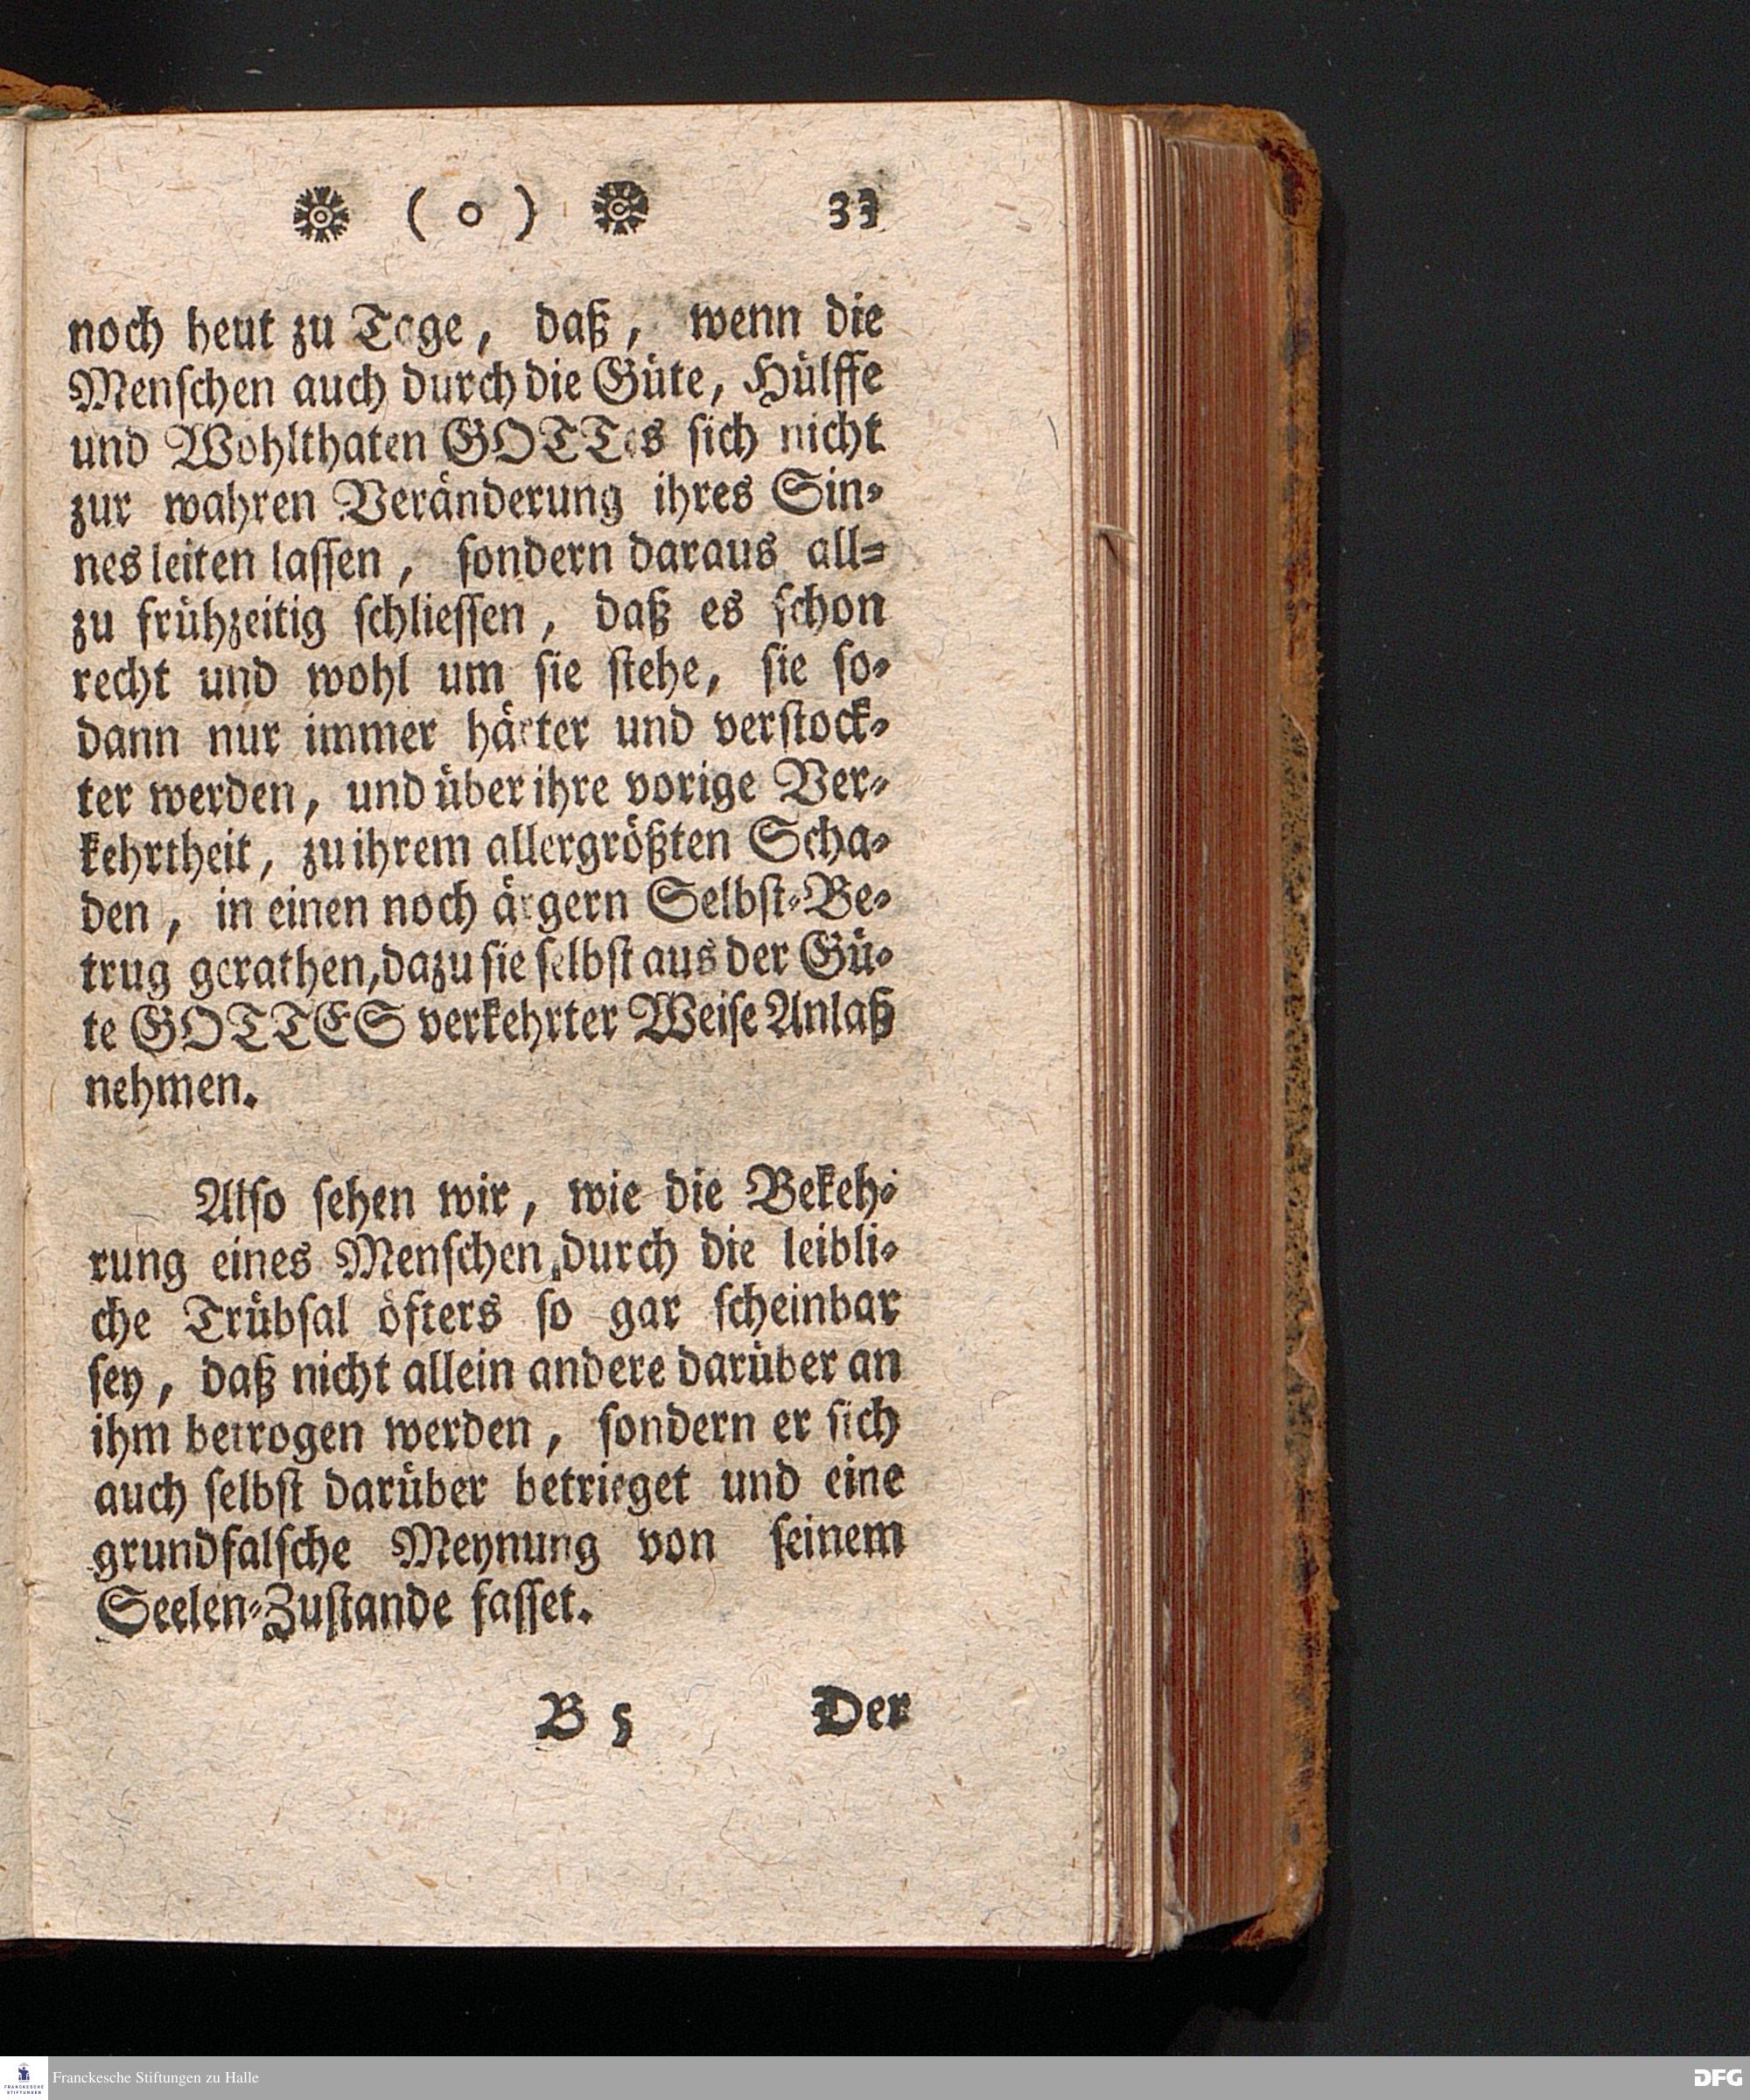 ❋ ( o ) ❋ 33
noch heut zu Tage, daß, wenn die
Menſchen auch durch die Güte, Hülffe
und Wohlthaten GOTTes ſich nicht
zur wahren Veränderung ihres Sin-
nes leiten laſſen, ſondern daraus all-
zu frühzeitig ſchlieſſen, daß es ſchon
recht und wohl um ſie ſtehe, ſie ſo-
dann nur immer härter und verſtock-
ter werden, und über ihre vorige Ver-
kehrtheit, zu ihrem allergrößten Scha-
den, in einen noch ärgern Selbſt-Be-
trug gerathen, dazu ſie ſelbſt aus der Gü-
te GOTTES verkehrter Weiſe Anlaß
nehmen.
Alſo ſehen wir, wie die Bekeh-
rung eines Menſchen durch die leibli-
che Trübſal öfters ſo gar ſcheinbar
ſey, daß nicht allein andere darüber an
ihm betrogen werden, ſondern er ſich
auch ſelbſt darüber betrieget und eine
grundfalſche Meynung von ſeinem
Seelen-Zuſtande faſſet.
B 5 Der
FRANCKESCHE
STIFTUNGEN
Franckesche Stiftungen zu Halle
DFG